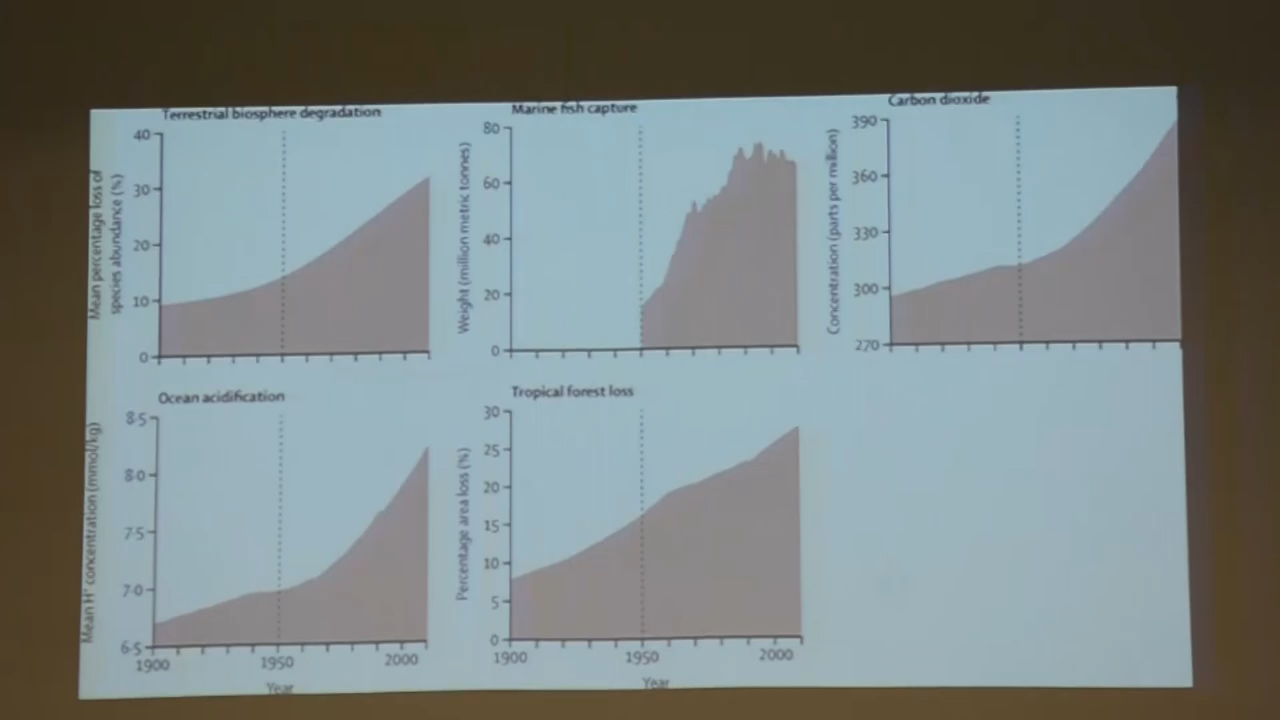 Terrestrial biosphere degradation
Mean percentage loss of
species abundance (%)
40
30
20
10
0
Marine fish capture
Weight (million metric tonnes)
80
60
40
20
0
Carbon dioxide
Concentration (parts per million)
390
360
330
300
270
Ocean acidification
Mean H⁺ concentration (mmol/kg)
8·5
8·0
7·5
7·0
6·5
1900 1950 2000
Year
Tropical forest loss
Percentage area loss (%)
30
25
20
15
10
5
0
1900 1950 2000
Year